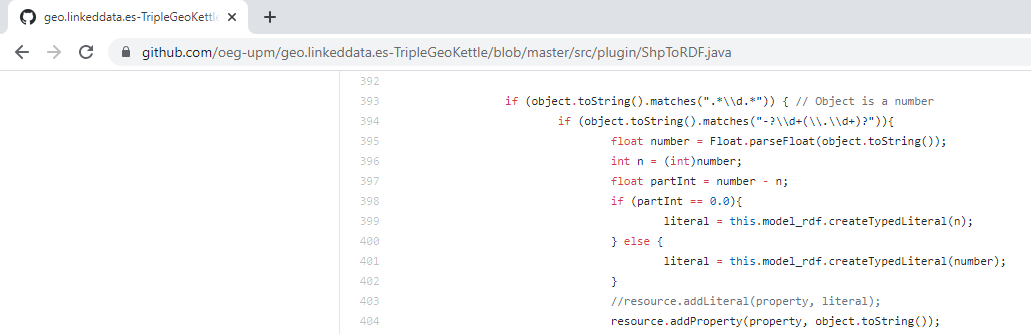 geo.linkeddata.es-TripleGeoKettle
github.com/oeg-upm/geo.linkeddata.es-TripleGeoKettle/blob/master/src/plugin/ShpToRDF.java
392
393 if (object.toString().matches(".*\\d.*")) { // Object is a number
394 if (object.toString().matches("-?\\d+(\\.\\d+)?")){
395 float number = Float.parseFloat(object.toString());
396 int n = (int)number;
397 float partInt = number - n;
398 if (partInt == 0.0){
399 literal = this.model_rdf.createTypedLiteral(n);
400 } else {
401 literal = this.model_rdf.createTypedLiteral(number);
402 }
403 //resource.addLiteral(property, literal);
404 resource.addProperty(property, object.toString());